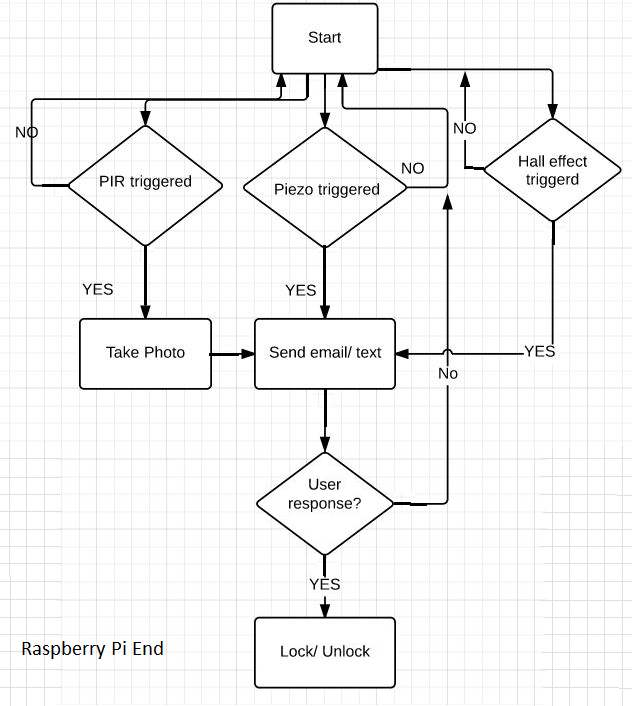 Start
NO
PIR triggered
Piezo triggered
NO
NO
Hall effect
triggerd
YES
YES
YES
Take Photo
Send email/ text
No
User
response?
YES
Lock/ Unlock
Raspberry Pi End